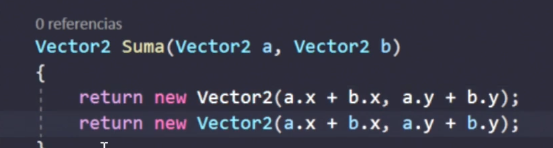 0 referencias
Vector2 Suma(Vector2 a, Vector2 b)
{
return new Vector2(a.x + b.x, a.y + b.y);
return new Vector2(a.x + b.x, a.y + b.y);
}